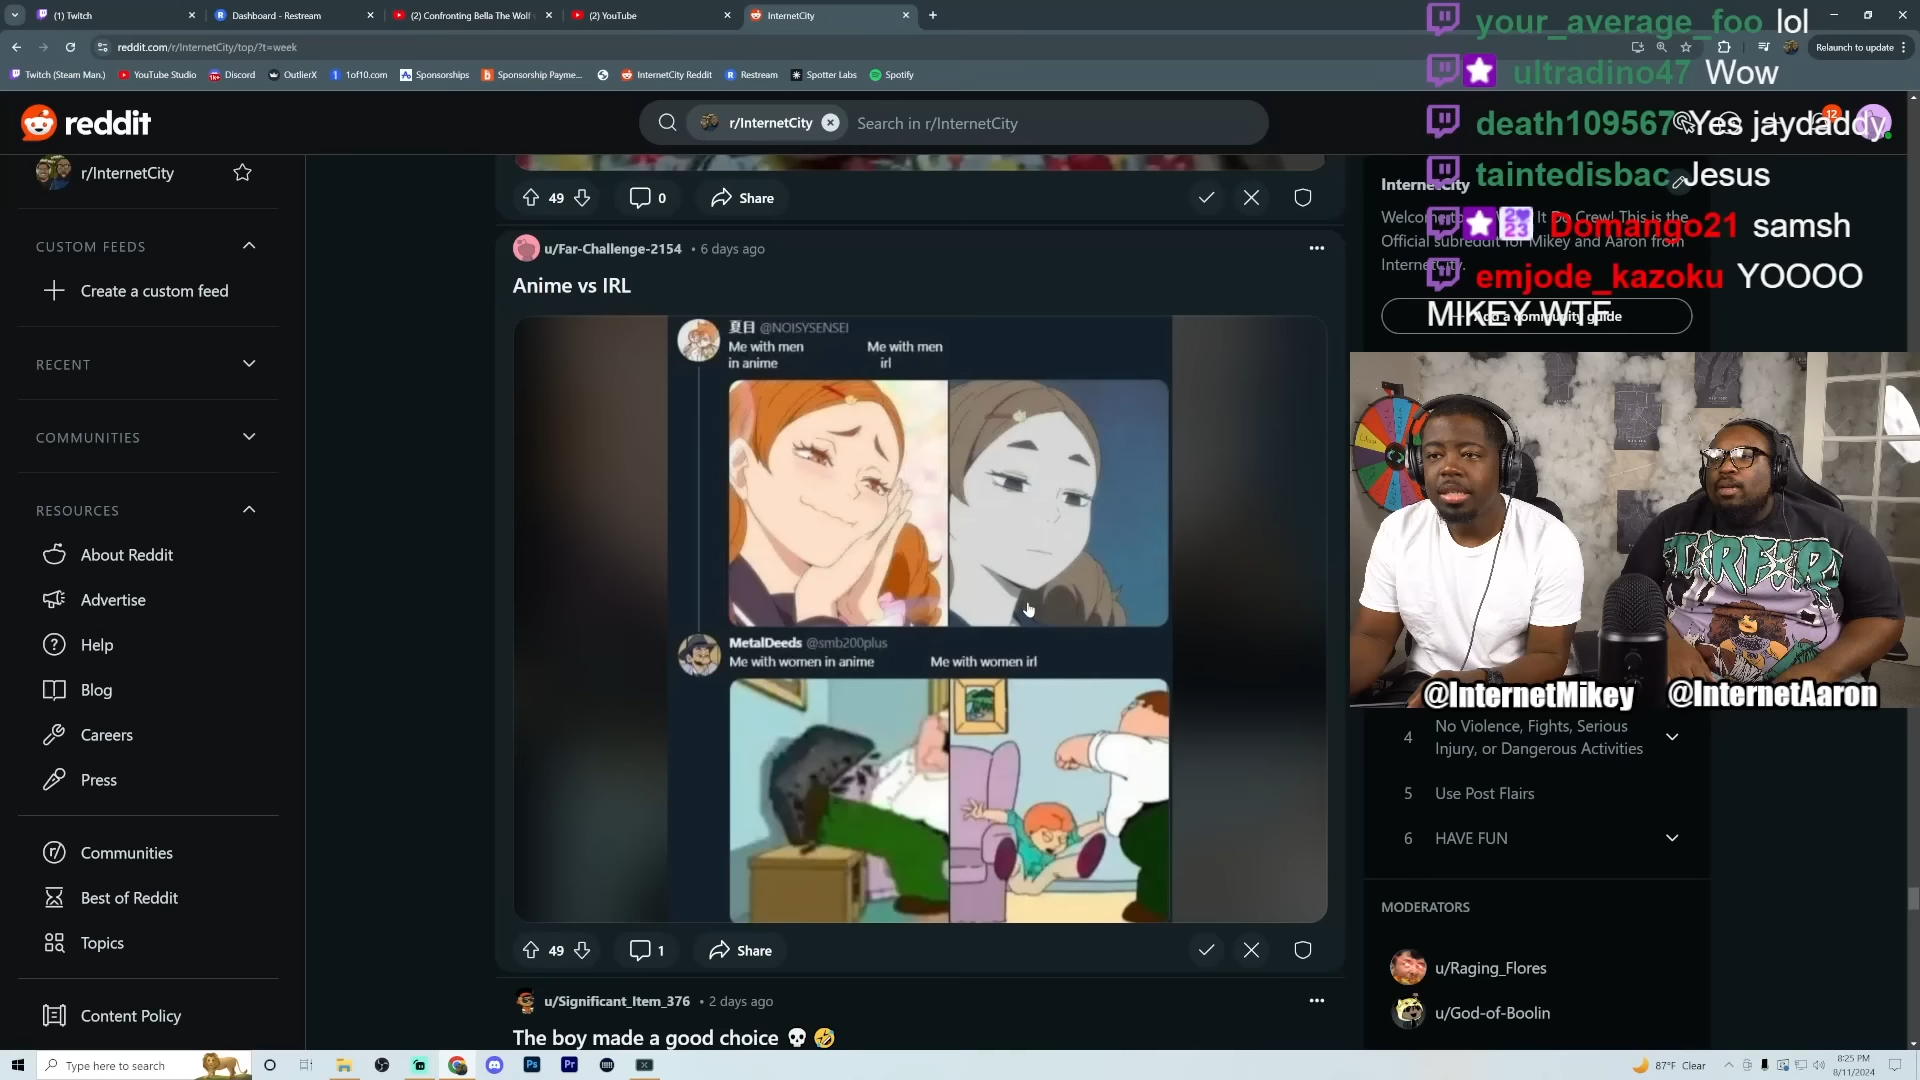 (1) Twitch
Dashboard - Restream
(2) Confronting Bella The Wolf
(2) YouTube
InternetCity
reddit.com/r/InternetCity/top/?t=week
Relaunch to update
Twitch (Steam Man.)
YouTube Studio
Discord
OutlierX
1of10.com
Sponsorships
Sponsorship Payme...
InternetCity Reddit
Restream
Spotter Labs
Spotify
reddit
r/InternetCity
Search in r/InternetCity
12
your_average_foo lol
ultradino47 Wow
death109567 Yes jaydaddy
taintedisbac Jesus
Domango21 samsh
emjode_kazoku YOOOO
MIKEY WTF
r/InternetCity
CUSTOM FEEDS
Create a custom feed
RECENT
COMMUNITIES
RESOURCES
About Reddit
Advertise
Help
Blog
Careers
Press
Communities
Best of Reddit
Topics
Content Policy
49
0
Share
u/Far-Challenge-2154 • 6 days ago
Anime vs IRL
夏目 @NOISYSENSEI
Me with men in anime
Me with men irl
MetalDeeds @smb200plus
Me with women in anime
Me with women irl
49
1
Share
u/Significant_Item_376 • 2 days ago
The boy made a good choice 💀 🤣
InternetCity
It Do Crew! This is the
Official subreddit for Mikey and Aaron from
InternetCity.
Add a community guide
@InternetMikey
@InternetAaron
4 No Violence, Fights, Serious
Injury, or Dangerous Activities
5 Use Post Flairs
6 HAVE FUN
MODERATORS
u/Raging_Flores
u/God-of-Boolin
Type here to search
87°F Clear
8:25 PM
8/11/2024